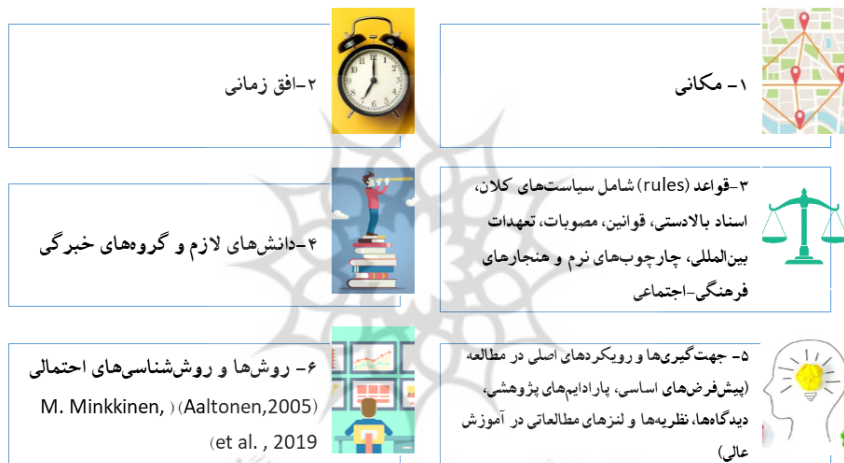 ۱- مکانی
۲-افق زمانی
۳-قواعد (rules) شامل سیاست‌های کلان،
اسناد بالادستی، قوانین، مصوبات، تعهدات
بین‌المللی، چارچوب‌های نرم و هنجارهای
فرهنگی-اجتماعی
۴-دانش‌های لازم و گروه‌های خبرگی
۵- جهت‌گیری‌ها و رویکردهای اصلی در مطالعه
(پیش‌فرض‌های اساسی، پارادایم‌های پژوهشی،
دیدگاه‌ها، نظریه‌ها و لنزهای مطالعاتی در آموزش
عالی)
۶- روش‌ها و روش‌شناسی‌های احتمالی
M. Minkkinen, ) (Aaltonen,2005)
(et al. , 2019